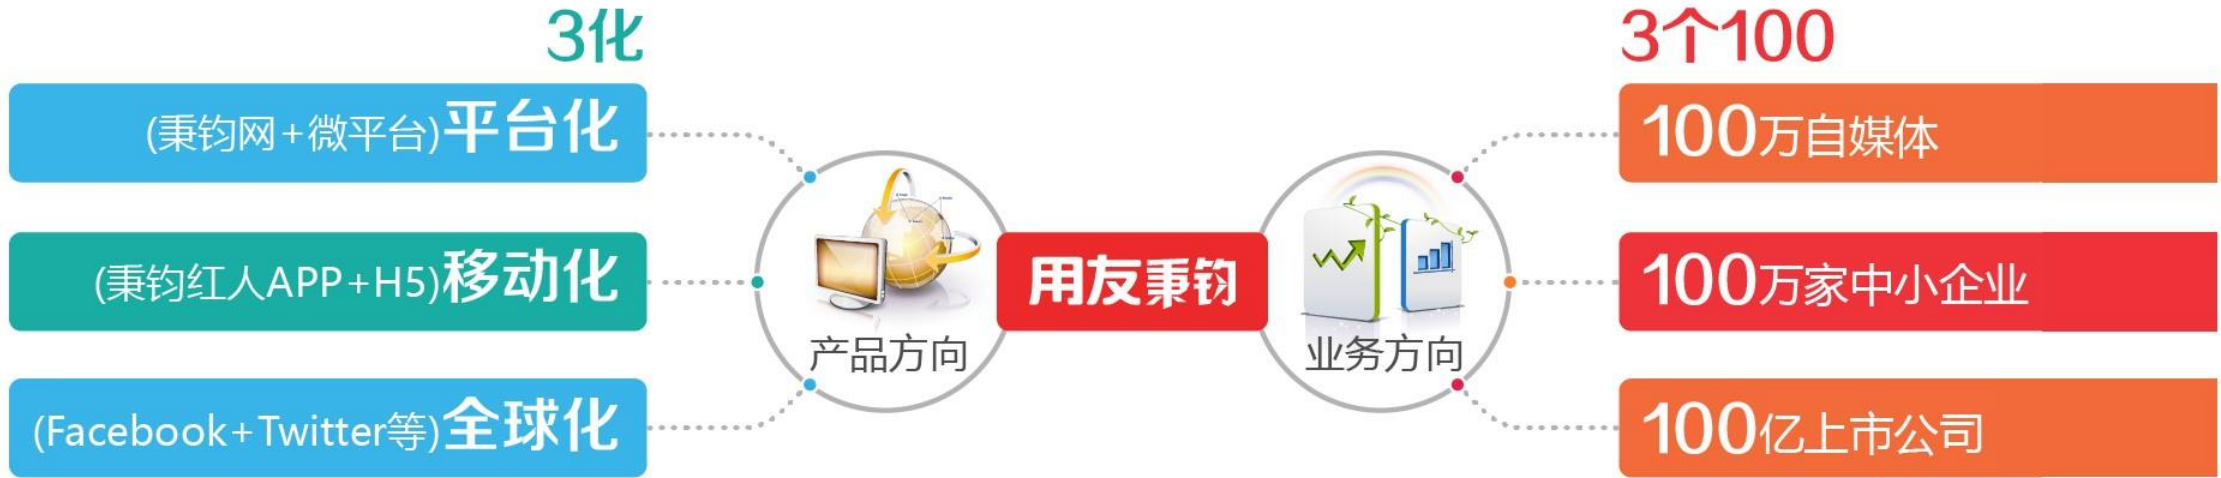 3化
(秉钧网+微平台)平台化
(秉钧红人APP+H5)移动化
(Facebook+Twitter等)全球化
产品方向
用友秉钧
业务方向
3个100
100万自媒体
100万家中小企业
100亿上市公司